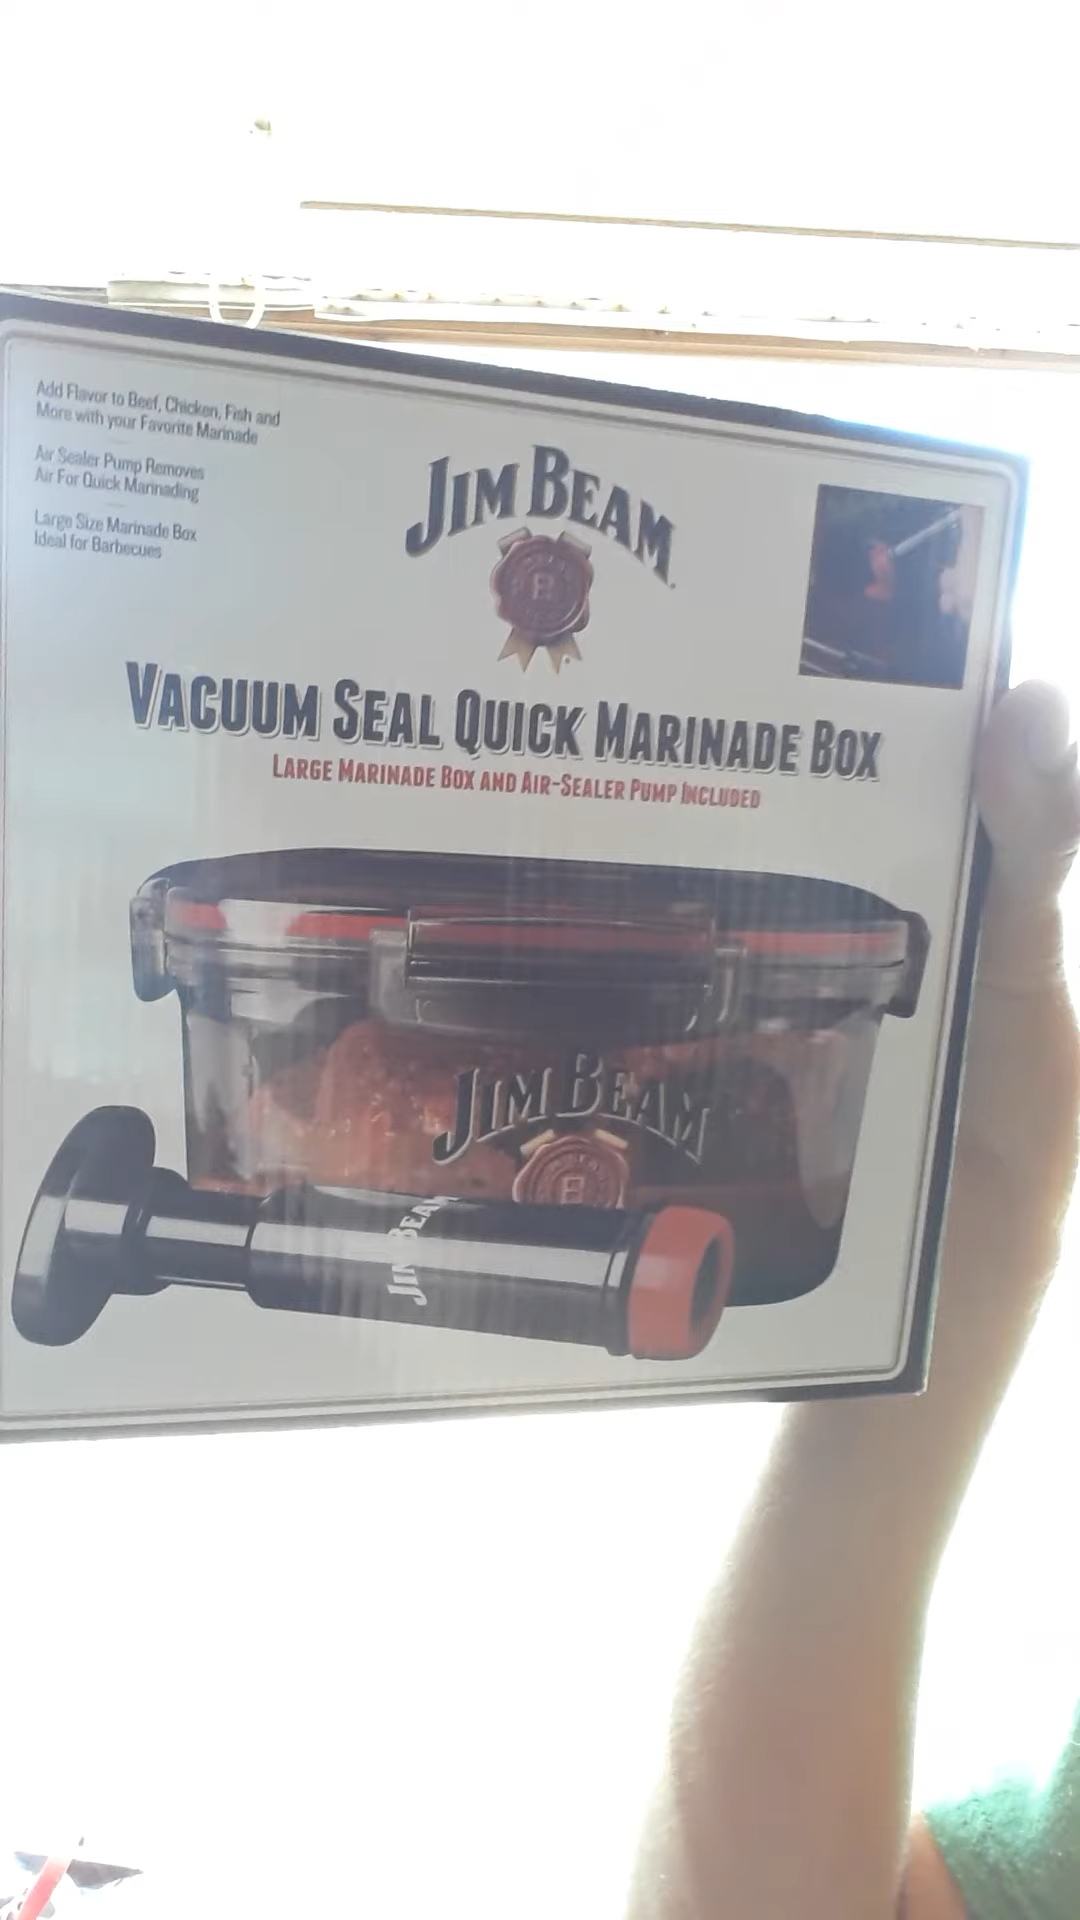 Add Flavor to Beef, Chicken, Fish and
More with your Favorite Marinade
Air Sealer Pump Removes
Air For Quick Marinading
Large Size Marinade Box
Ideal for Barbecues
JIM BEAM
B
VACUUM SEAL QUICK MARINADE BOX
LARGE MARINADE BOX AND AIR-SEALER PUMP INCLUDED
JIM BEAM
B
JIM BEAM